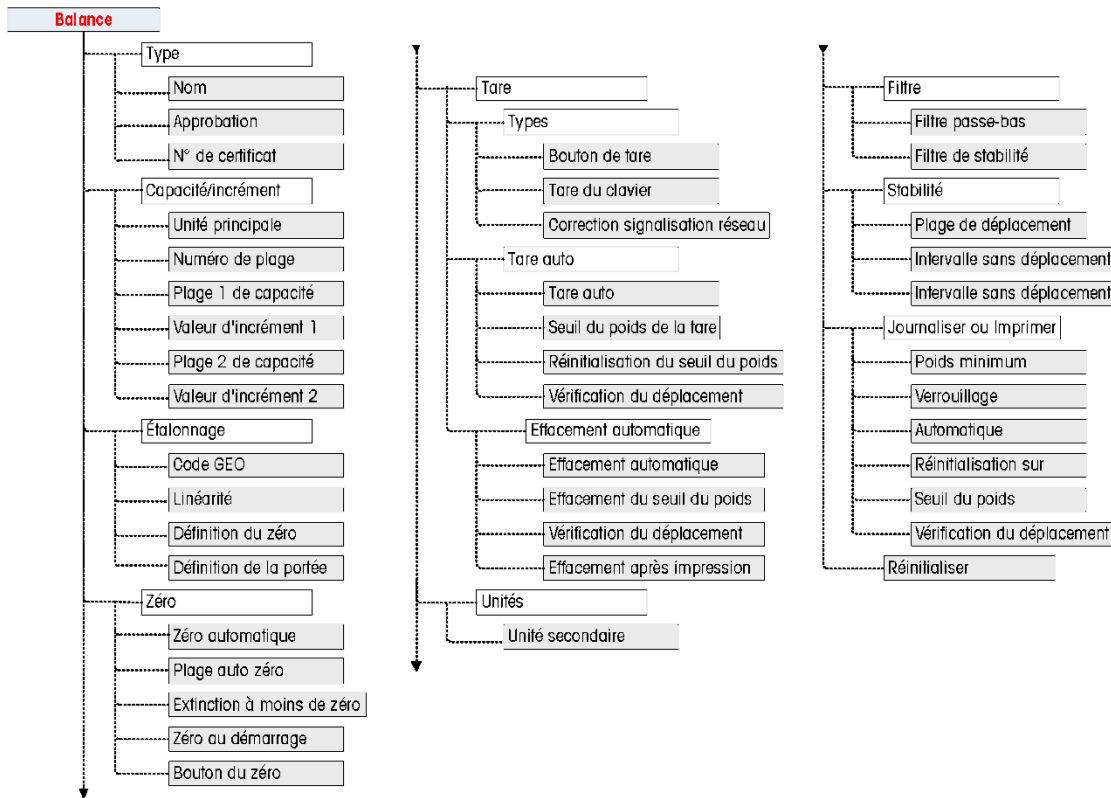 Balance
Type
Nom
Approbation
N° de certificat
Capacité/incrément
Unité principale
Numéro de plage
Plage 1 de capacité
Valeur d'incrément 1
Plage 2 de capacité
Valeur d'incrément 2
Étalonnage
Code GEO
Linéarité
Définition du zéro
Définition de la portée
Zéro
Zéro automatique
Plage auto zéro
Extinction à moins de zéro
Zéro au démarrage
Bouton du zéro
Tare
Types
Bouton de tare
Tare du clavier
Correction signalisation réseau
Tare auto
Tare auto
Seuil du poids de la tare
Réinitialisation du seuil du poids
Vérification du déplacement
Effacement automatique
Effacement automatique
Effacement du seuil du poids
Vérification du déplacement
Effacement après impression
Unités
Unité secondaire
Filtre
Filtre passe-bas
Filtre de stabilité
Stabilité
Plage de déplacement
Intervalle sans déplacement
Intervalle sans déplacement
Journaliser ou Imprimer
Poids minimum
Verrouillage
Automatique
Réinitialisation sur
Seuil du poids
Vérification du déplacement
Réinitialiser